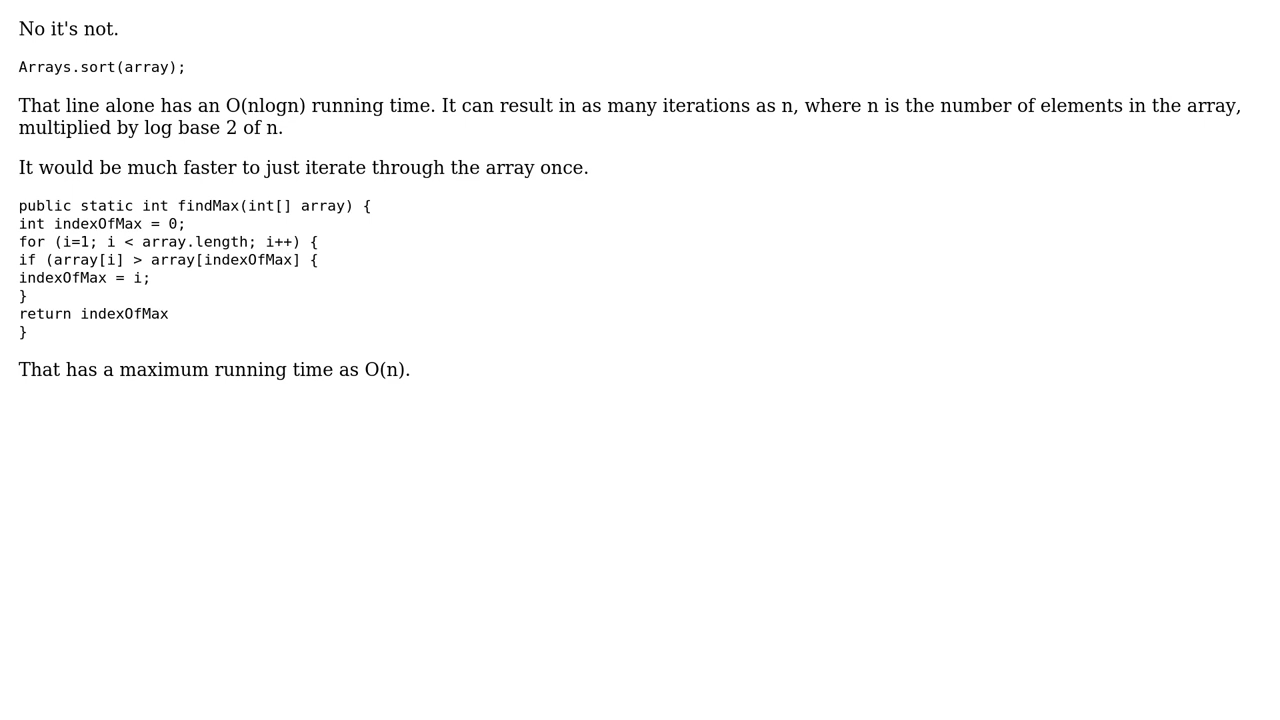 No it's not.
Arrays.sort(array);
That line alone has an O(nlogn) running time. It can result in as many iterations as n, where n is the number of elements in the array,
multiplied by log base 2 of n.
It would be much faster to just iterate through the array once.
public static int findMax(int[] array) {
int indexOfMax = 0;
for (i=1; i < array.length; i++) {
if (array[i] > array[indexOfMax] {
indexOfMax = i;
}
return indexOfMax
}
That has a maximum running time as O(n).